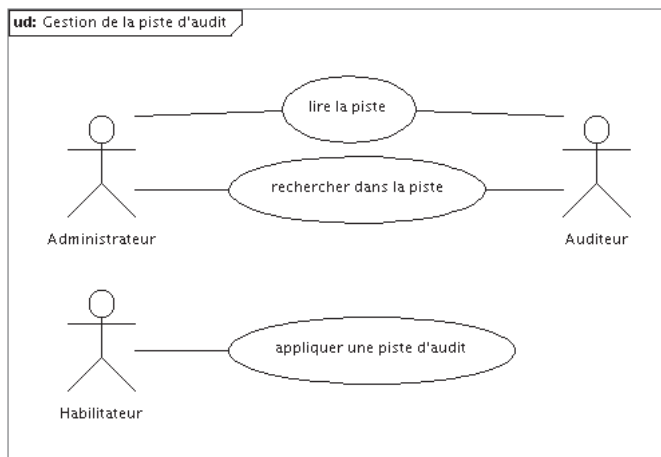 ud: Gestion de la piste d'audit
lire la piste
rechercher dans la piste
Administrateur
Auditeur
appliquer une piste d'audit
Habilitateur